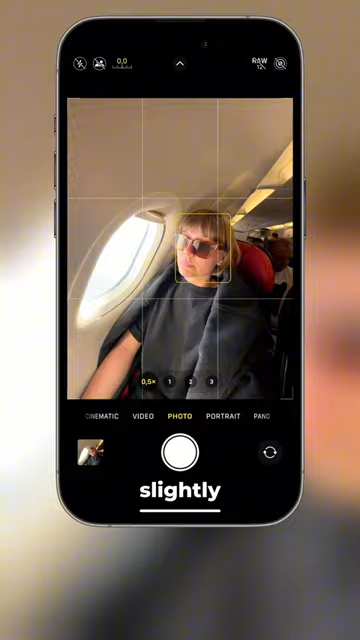 0,0
RAW
12
0,5× 1 2 3
CINEMATIC VIDEO PHOTO PORTRAIT PANO
slightly